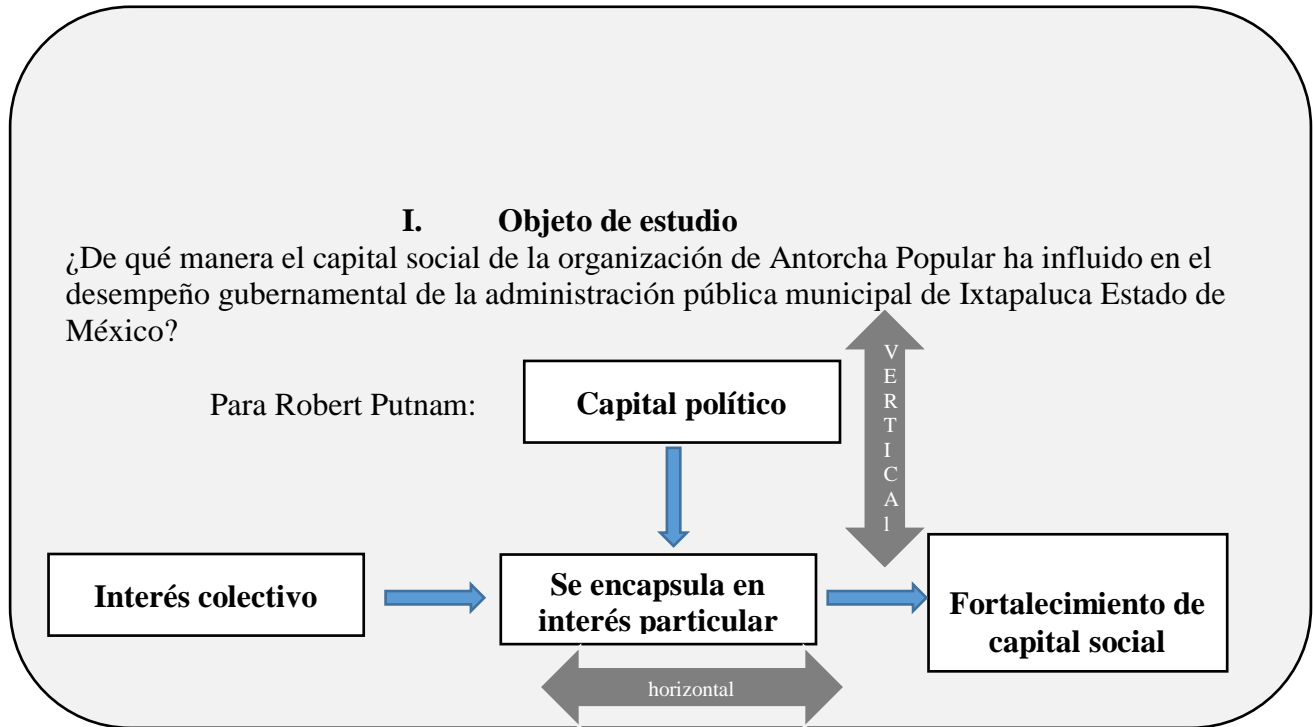 I. Objeto de estudio
¿De qué manera el capital social de la organización de Antorcha Popular ha influido en el
desempeño gubernamental de la administración pública municipal de Ixtapaluca Estado de
México?
Para Robert Putnam:
Capital político
V
E
R
T
I
C
A
l
Interés colectivo
Se encapsula en
interés particular
Fortalecimiento de
capital social
horizontal